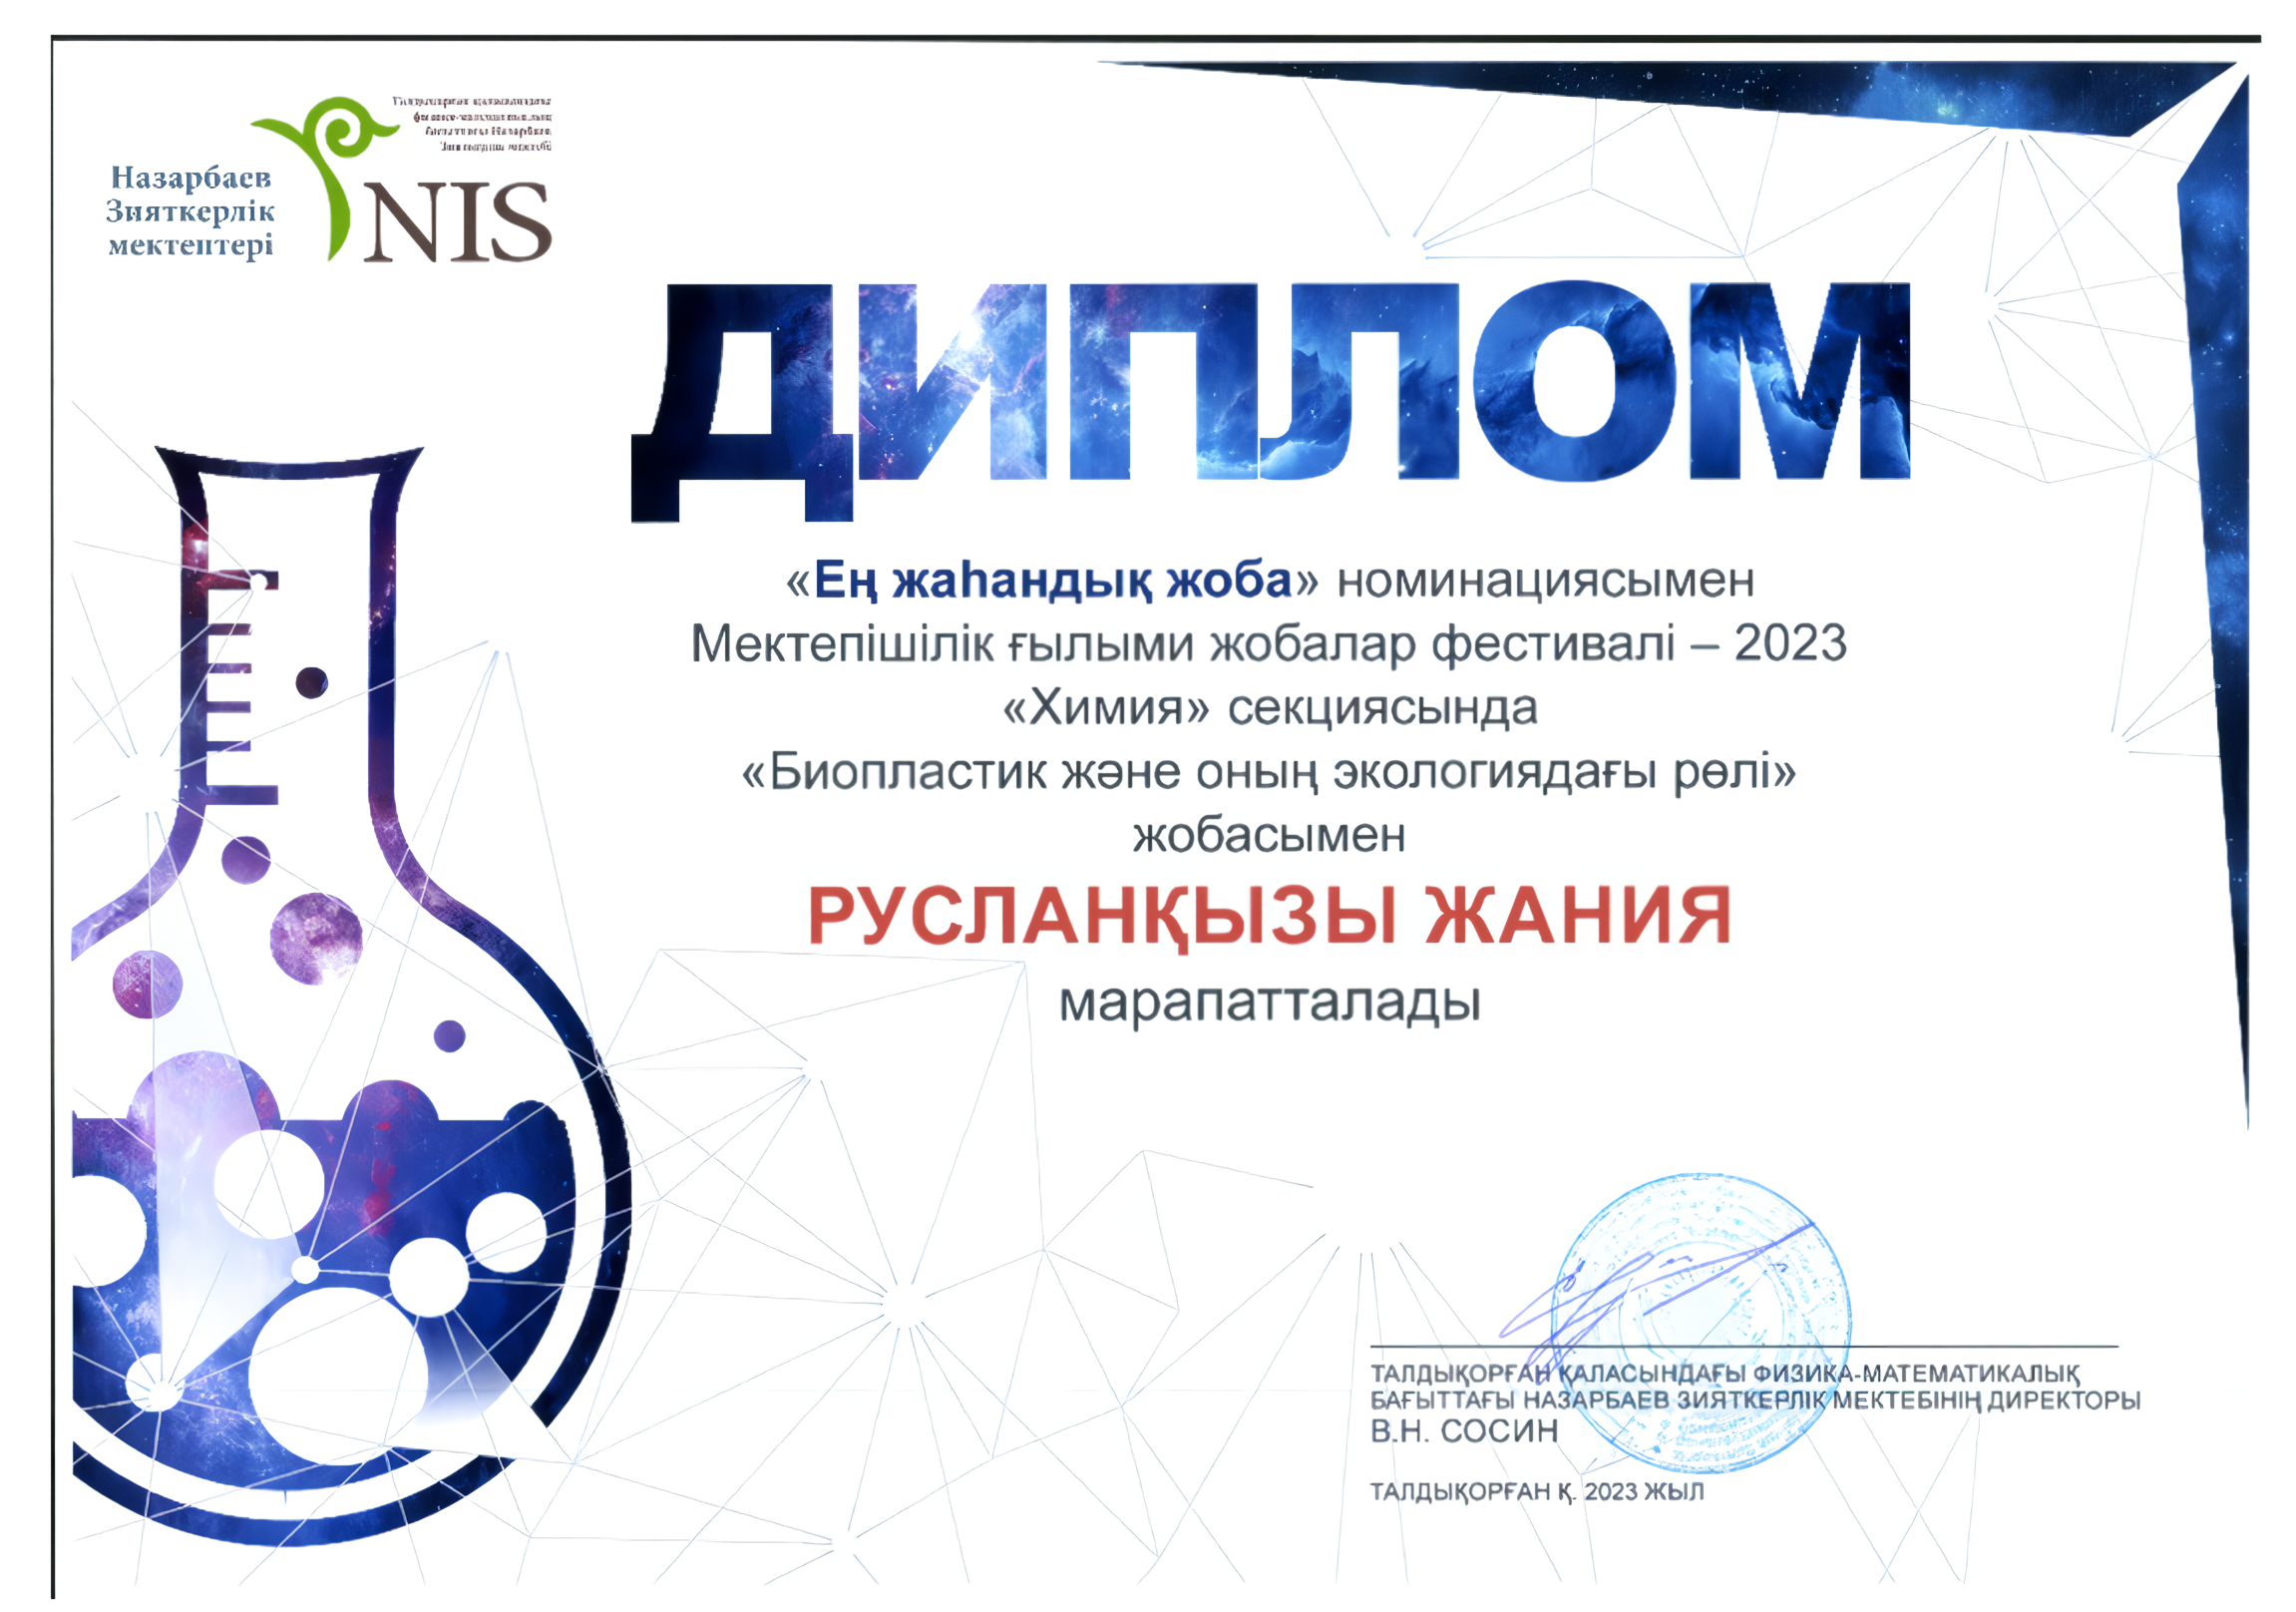 Назарбаев
Зияткерлік
мектептері
NIS
ДИПЛОМ
«Ең жаһандық жоба» номинациясымен
Мектепішілік ғылыми жобалар фестивалі – 2023
«Химия» секциясында
«Биопластик және оның экологиядағы рөлі»
жобасымен
РУСЛАНҚЫЗЫ ЖАНИЯ
марапатталады
ТАЛДЫҚОРҒАН ҚАЛАСЫНДАҒЫ ФИЗИКА-МАТЕМАТИКАЛЫҚ
БАҒЫТТАҒЫ НАЗАРБАЕВ ЗИЯТКЕРЛІК МЕКТЕБІНІҢ ДИРЕКТОРЫ
В.Н. СОСИН
ТАЛДЫҚОРҒАН Қ. 2023 ЖЫЛ